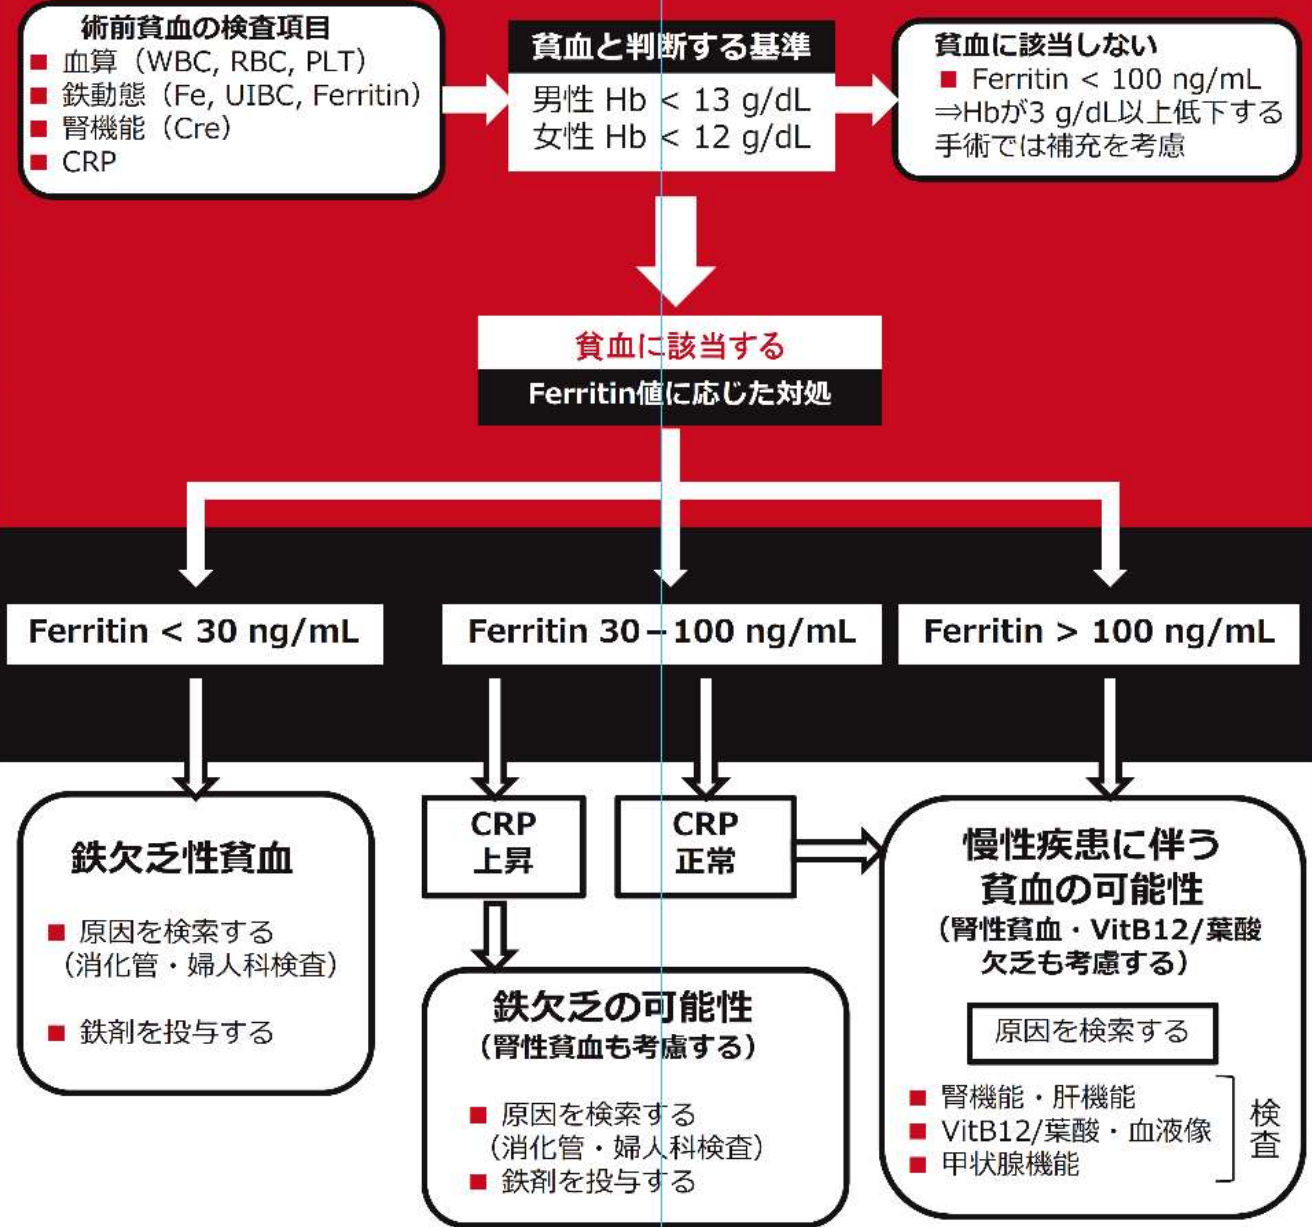 術前貧血の検査項目
■ 血算（WBC, RBC, PLT）
■ 鉄動態（Fe, UIBC, Ferritin）
■ 腎機能（Cre）
■ CRP
貧血と判断する基準
男性 Hb < 13 g/dL
女性 Hb < 12 g/dL
貧血に該当しない
■ Ferritin < 100 ng/mL
⇒Hbが3 g/dL以上低下する
手術では補充を考慮
貧血に該当する
Ferritin値に応じた対処
Ferritin < 30 ng/mL
Ferritin 30–100 ng/mL
Ferritin > 100 ng/mL
鉄欠乏性貧血
■ 原因を検索する
（消化管・婦人科検査）
■ 鉄剤を投与する
CRP
上昇
CRP
正常
鉄欠乏の可能性
（腎性貧血も考慮する）
■ 原因を検索する
（消化管・婦人科検査）
■ 鉄剤を投与する
慢性疾患に伴う
貧血の可能性
（腎性貧血・VitB12/葉酸
欠乏も考慮する）
原因を検索する
■ 腎機能・肝機能
■ VitB12/葉酸・血液像
■ 甲状腺機能
検査